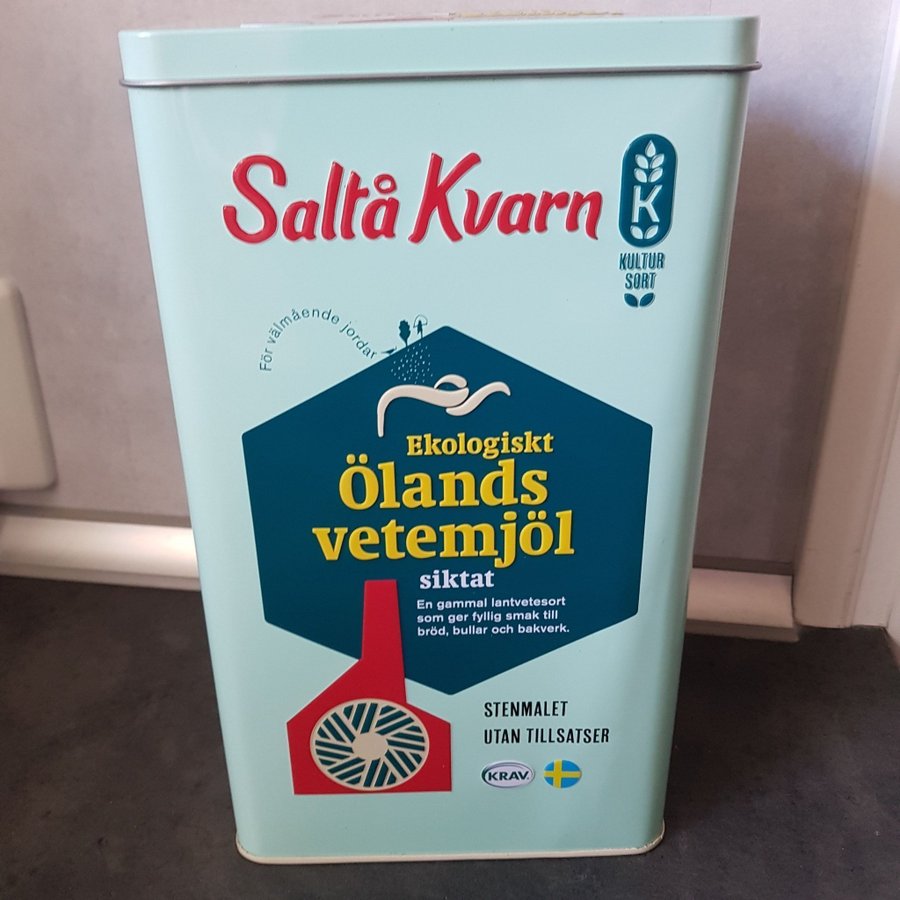 Saltå Kvarn
K
KULTUR
SORT
För välmående jordar
Ekologiskt
Ölands
vetemjöl
siktat
En gammal lantvetesort
som ger fyllig smak till
bröd, bullar och bakverk.
STENMALET
UTAN TILLSATSER
KRAV